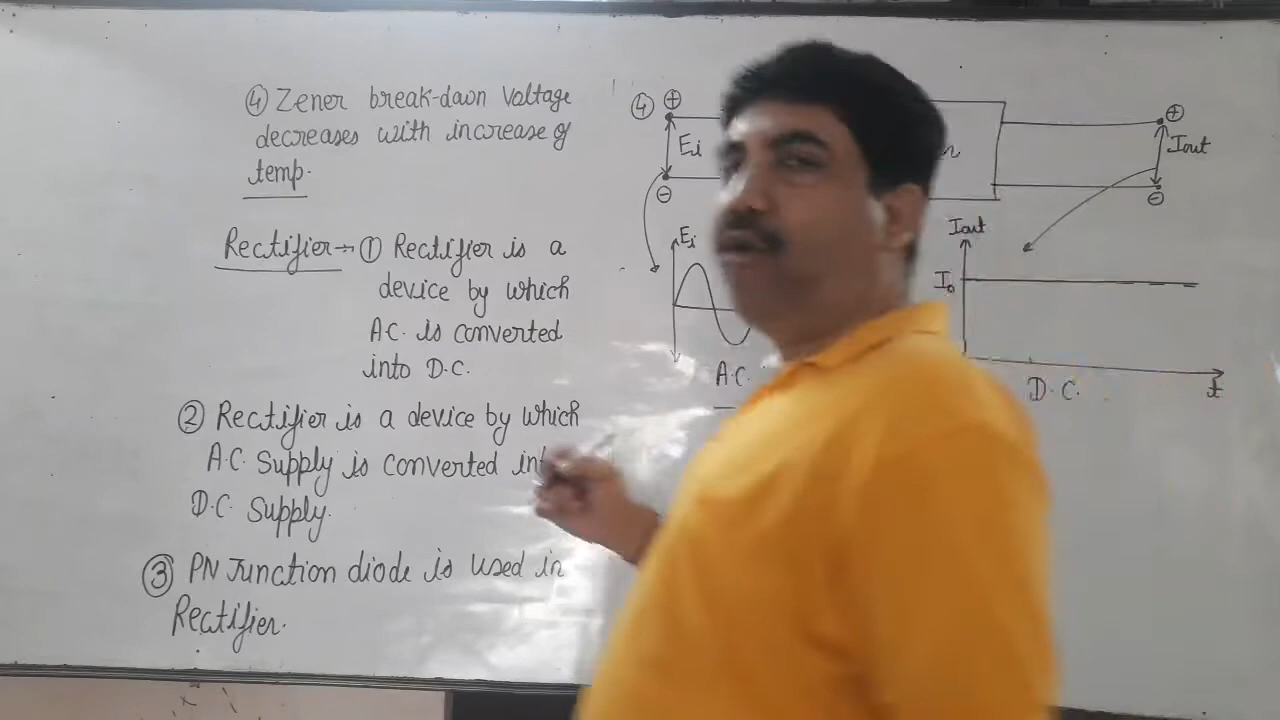 ④ Zener break-down Voltage
decreases with increase of
temp.
Rectifier → ① Rectifier is a
device by which
A.C. is converted
into D.C.
② Rectifier is a device by which
A.C. Supply is converted
D.C. Supply.
③ PN Junction diode is used in
Rectifier.
④ ⊕
Ei
⊖
⊕
Iout
⊖
Ei
A.C.
Iout
I₀
D.C.
t